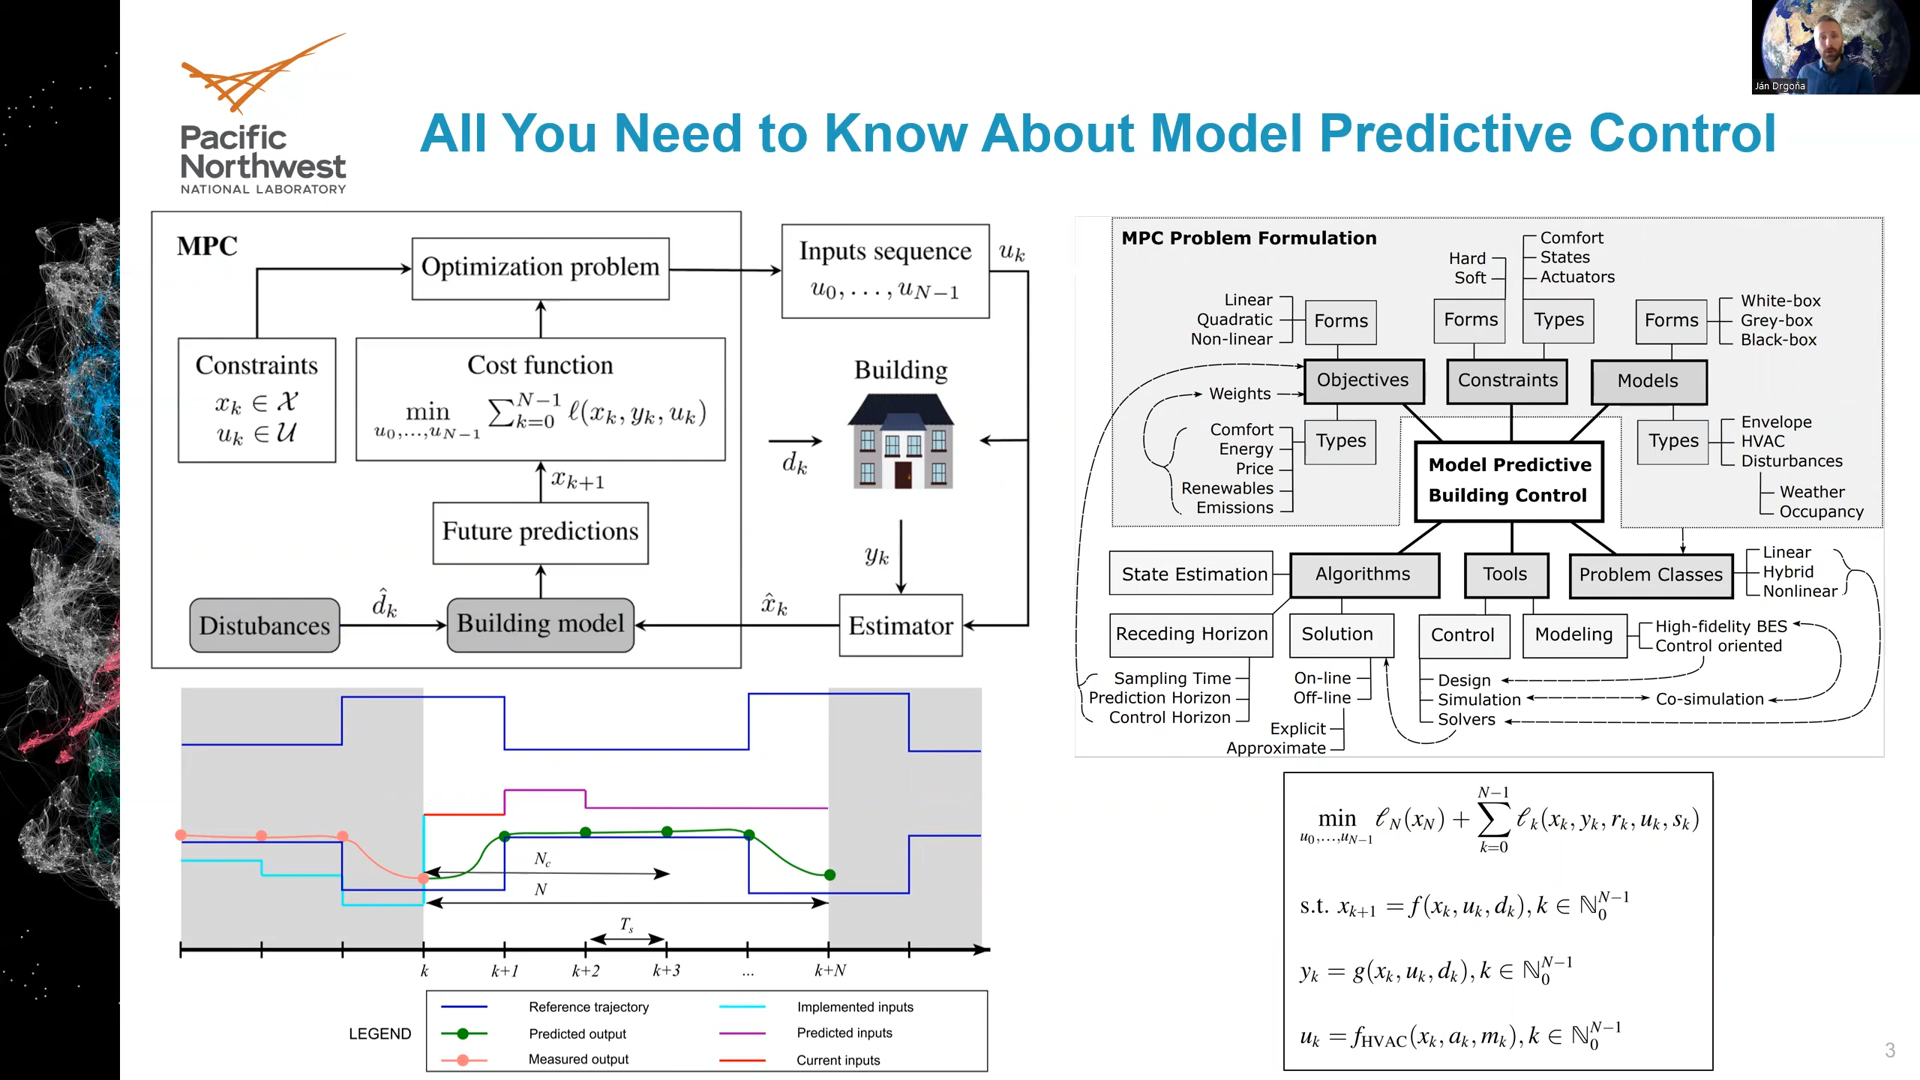 Ján Drgoňa
Pacific
Northwest
NATIONAL LABORATORY
All You Need to Know About Model Predictive Control
MPC
Optimization problem
Inputs sequence
u₀, . . . , u_{N−1}
u_k
Constraints
x_k ∈ 𝒳
u_k ∈ 𝒰
Cost function
min_{u₀,...,u_{N−1}} ∑_{k=0}^{N−1} ℓ(x_k, y_k, u_k)
Building
d_k
x_{k+1}
Future predictions
y_k
Distubances
d̂_k
Building model
x̂_k
Estimator
N_c
N
T_s
k
k+1
k+2
k+3
...
k+N
LEGEND
Reference trajectory
Predicted output
Measured output
Implemented inputs
Predicted inputs
Current inputs
MPC Problem Formulation
Linear
Quadratic
Non-linear
Forms
Hard
Soft
Comfort
States
Actuators
Forms
Types
Forms
White-box
Grey-box
Black-box
Objectives
Constraints
Models
Weights
Comfort
Energy
Price
Renewables
Emissions
Types
Model Predictive
Building Control
Types
Envelope
HVAC
Disturbances
Weather
Occupancy
State Estimation
Algorithms
Tools
Problem Classes
Linear
Hybrid
Nonlinear
Receding Horizon
Solution
Control
Modeling
High-fidelity BES
Control oriented
Sampling Time
Prediction Horizon
Control Horizon
On-line
Off-line
Explicit
Approximate
Design
Simulation
Solvers
Co-simulation
min_{u₀,...,u_{N−1}} ℓ_N(x_N) + ∑_{k=0}^{N−1} ℓ_k(x_k, y_k, r_k, u_k, s_k)
s.t. x_{k+1} = f(x_k, u_k, d_k), k ∈ ℕ₀^{N−1}
y_k = g(x_k, u_k, d_k), k ∈ ℕ₀^{N−1}
u_k = f_{HVAC}(x_k, a_k, m_k), k ∈ ℕ₀^{N−1}
3